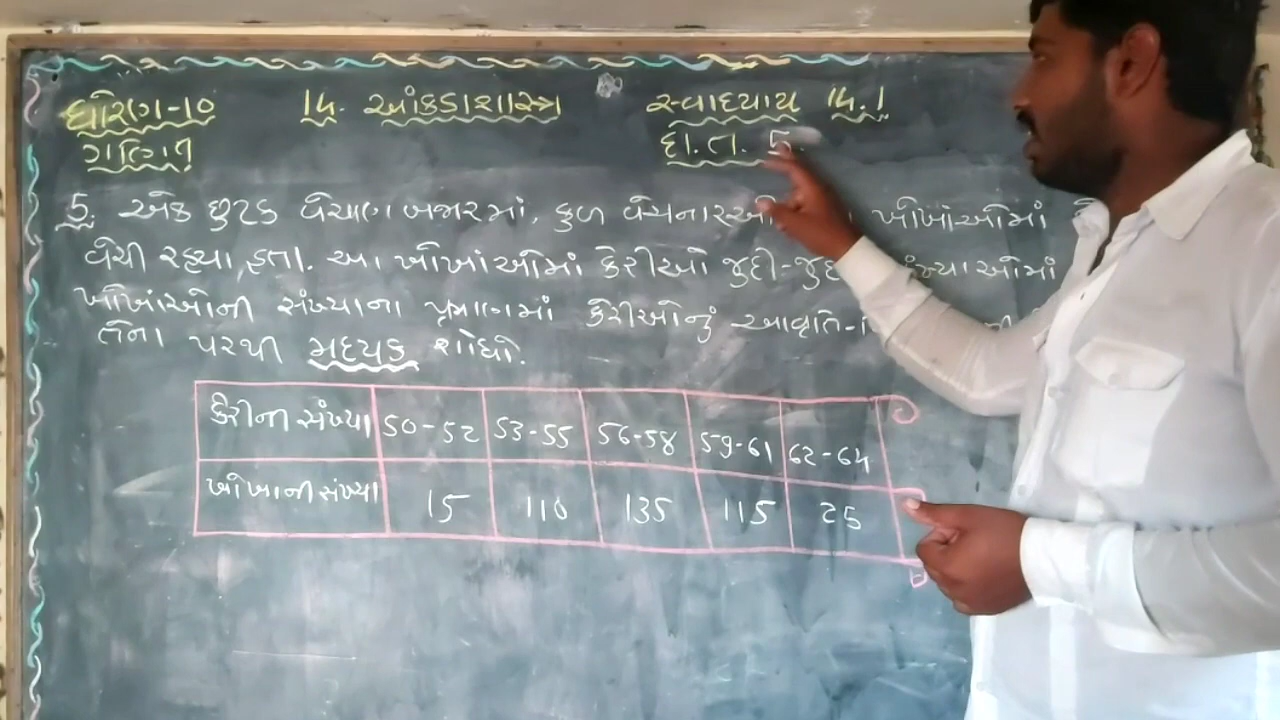 ધોરણ-૧૦ 14. આંકડાશાસ્ત્ર સ્વાધ્યાય 14.1
ગણિત દા.ત. 5.
5. એક છુટક વેચાણ બજારમાં, ફળ વેચનારઓ ખોખાંઓમાં
વેચી રહ્યા હતા. આ ખોખાંઓમાં કેરીઓ જુદી-જુદી સંખ્યાઓમાં
ખોખાંઓની સંખ્યાના પ્રમાણમાં કેરીઓનું આવૃતિ-
તેના પરથી મધ્યક શોધો.
કેરીની સંખ્યા 50-52 53-55 56-58 59-61 62-64
ખોખાની સંખ્યા 15 110 135 115 25